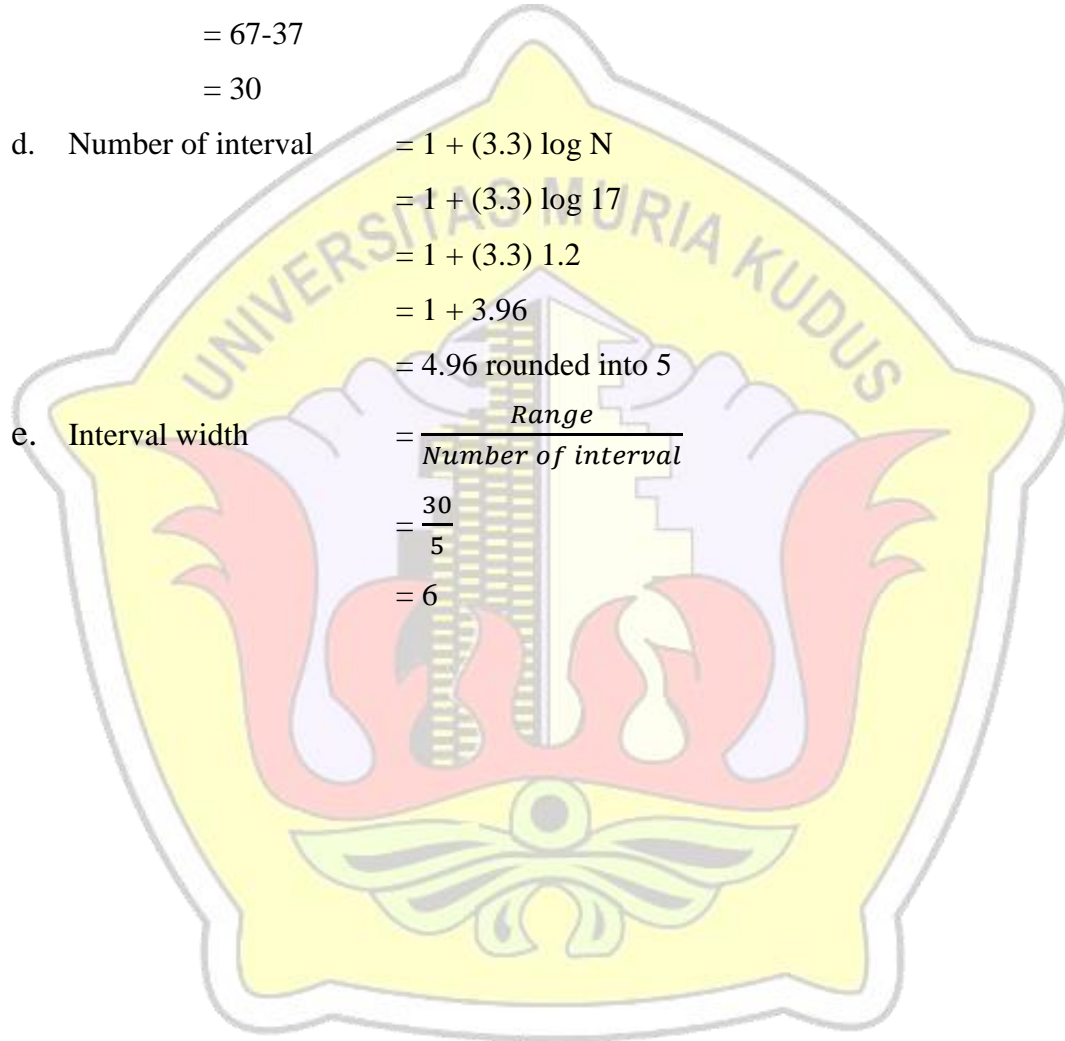 = 67-37
= 30
d. Number of interval = 1 + (3.3) log N
= 1 + (3.3) log 17
= 1 + (3.3) 1.2
= 1 + 3.96
= 4.96 rounded into 5
e. Interval width = Range / Number of interval
= 30 / 5
= 6
UNIVERSITAS MURIA KUDUS